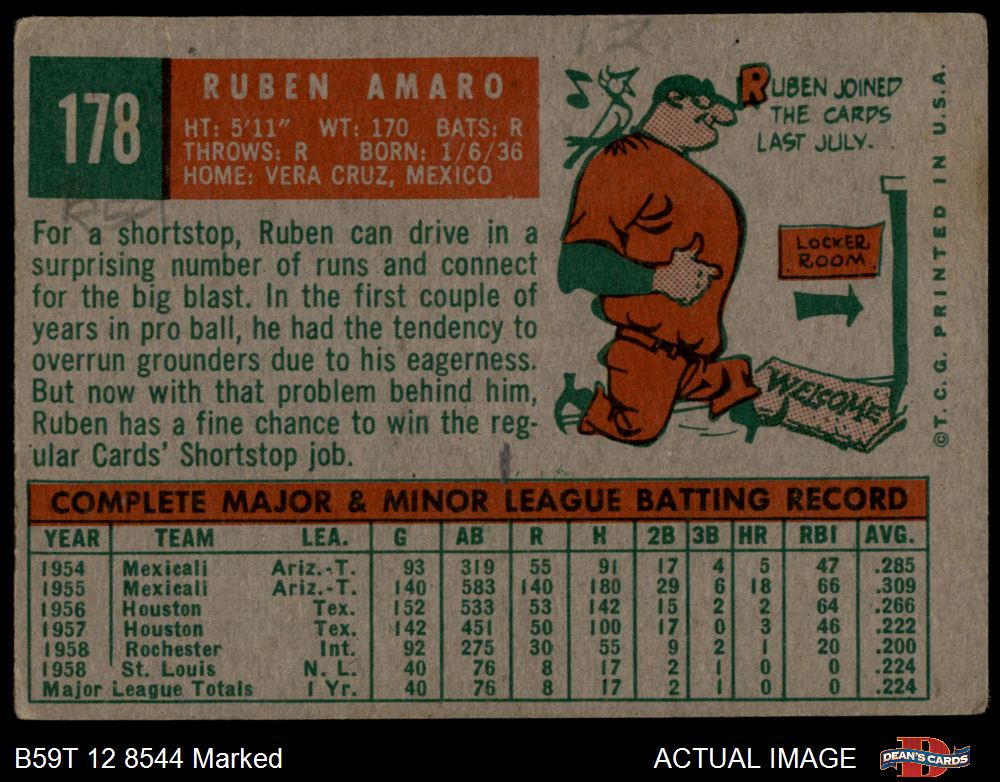 178
RUBEN AMARO
HT: 5'11" WT: 170 BATS: R
THROWS: R BORN: 1/6/36
HOME: VERA CRUZ, MEXICO
For a shortstop, Ruben can drive in a
surprising number of runs and connect
for the big blast. In the first couple of
years in pro ball, he had the tendency to
overrun grounders due to his eagerness.
But now with that problem behind him,
Ruben has a fine chance to win the reg-
ular Cards' Shortstop job.
RUBEN JOINED
THE CARDS
LAST JULY.
LOCKER
ROOM
WELCOME
©T. C. G. PRINTED IN U.S.A.
COMPLETE MAJOR & MINOR LEAGUE BATTING RECORD
YEAR TEAM LEA. G AB R H 2B 3B HR RBI AVG.
1954 Mexicali Ariz.-T. 93 319 55 91 17 4 5 47 .285
1955 Mexicali Ariz.-T. 140 583 140 180 29 6 18 66 .309
1956 Houston Tex. 152 533 53 142 15 2 2 64 .266
1957 Houston Tex. 142 451 50 100 17 0 3 46 .222
1958 Rochester Int. 92 275 30 55 9 2 1 20 .200
1958 St. Louis N. L. 40 76 8 17 2 1 0 0 .224
Major League Totals 1 Yr. 40 76 8 17 2 1 0 0 .224
B59T 12 8544 Marked
ACTUAL IMAGE
DEAN'S CARDS